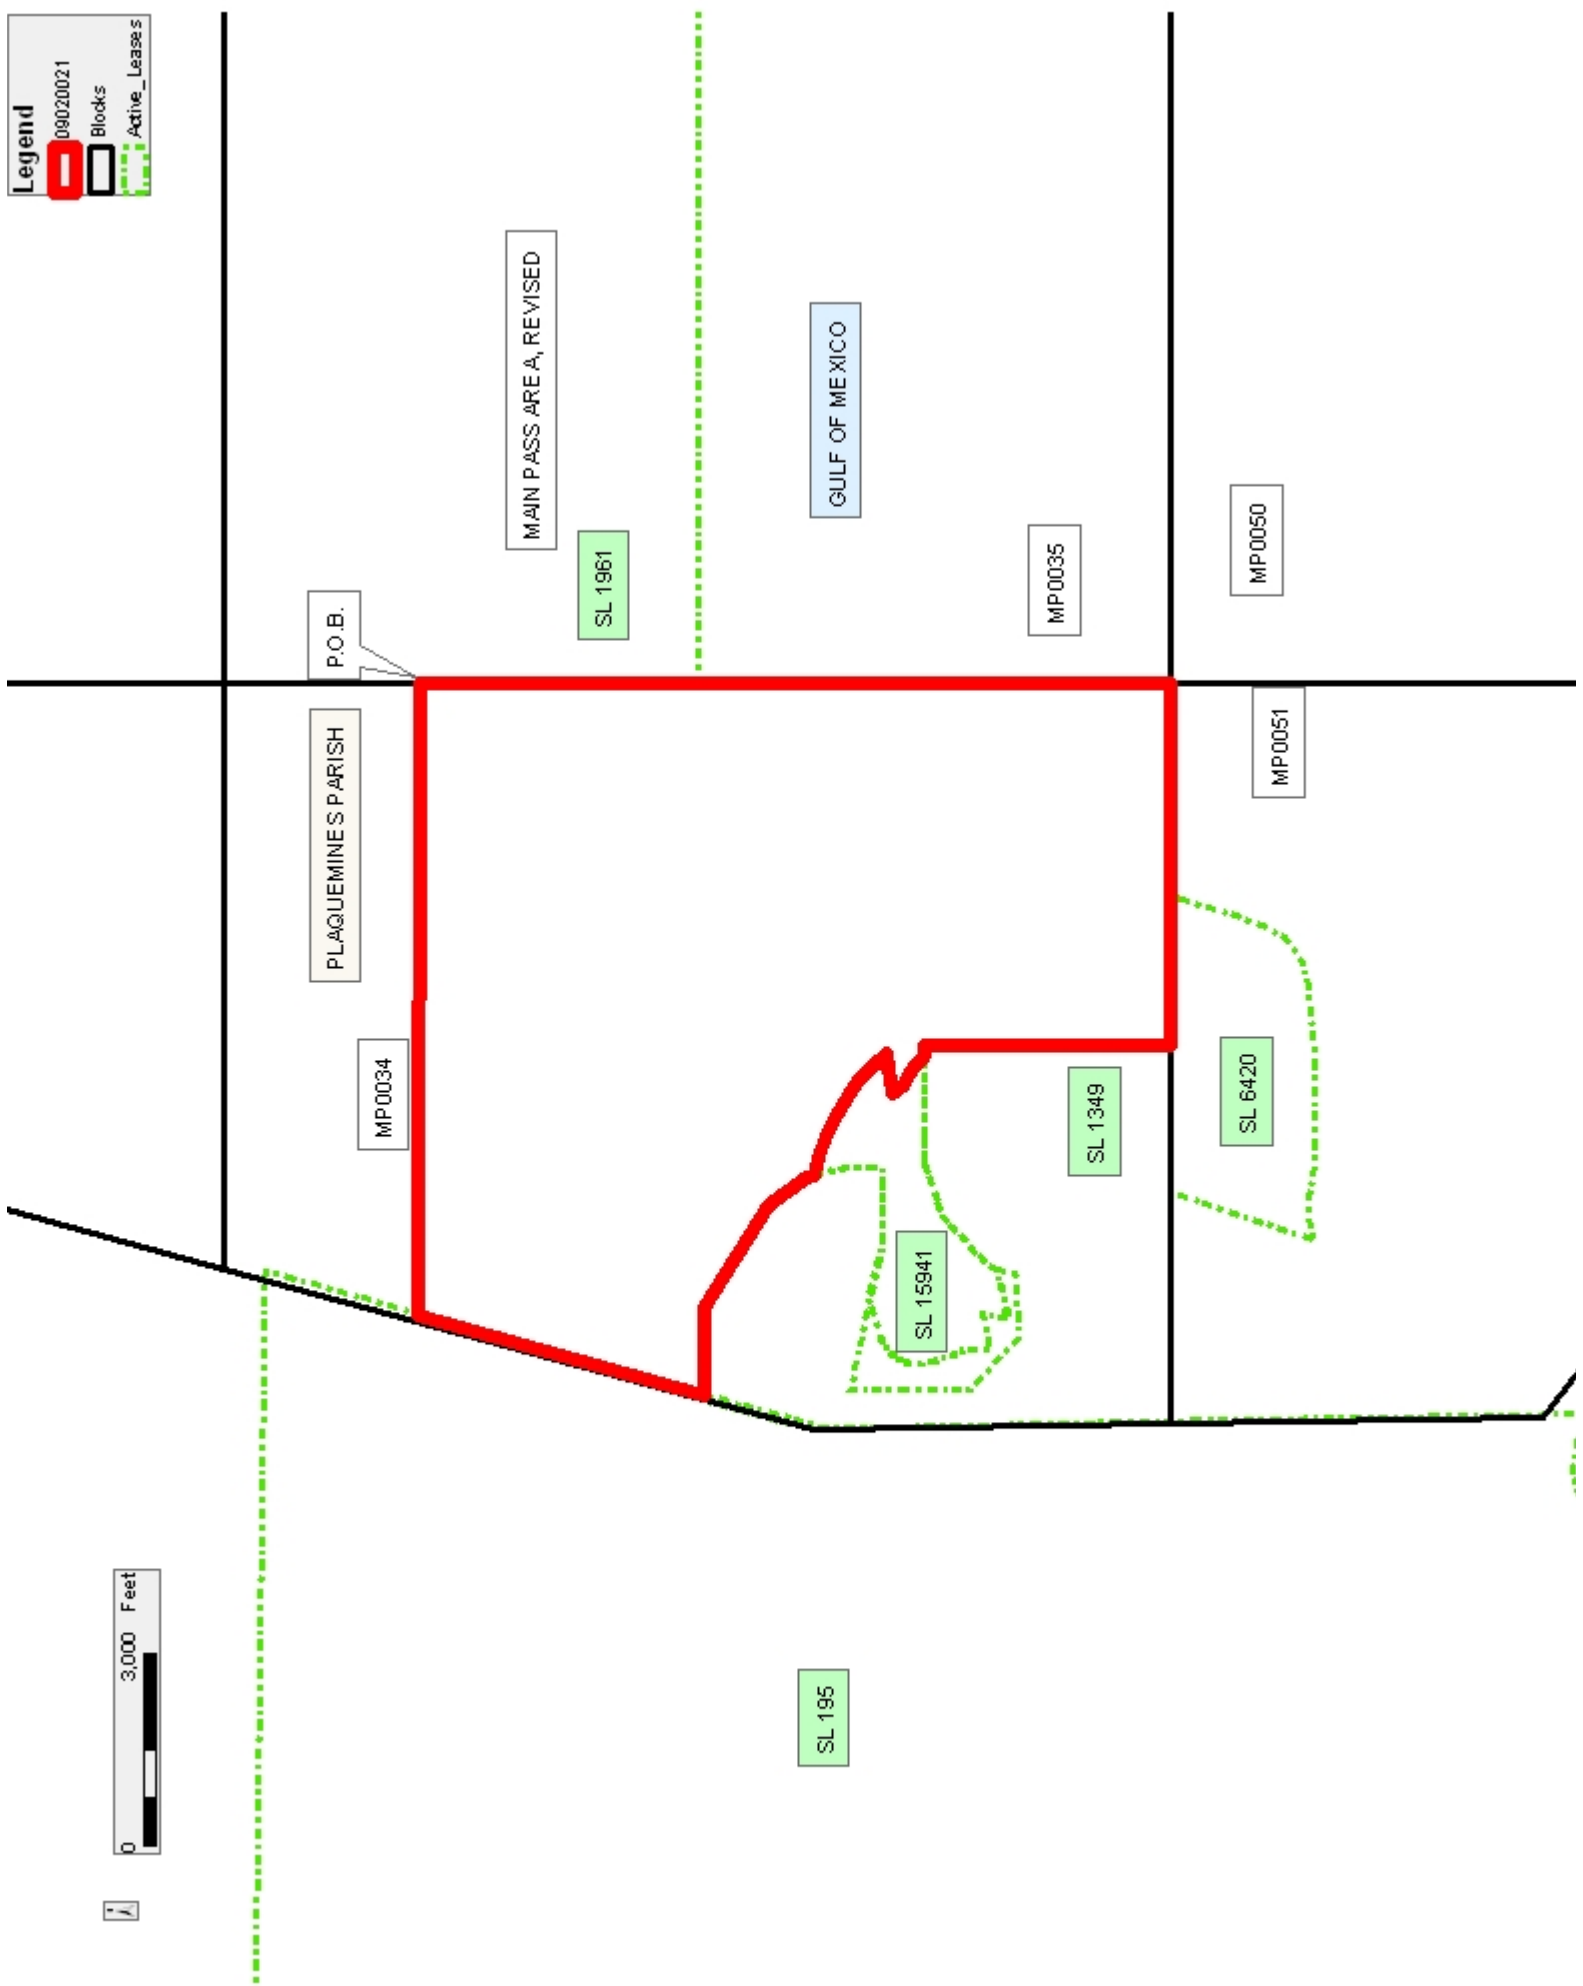 Legend
09020021
Blocks
Active_Leases
0 3,000 Feet
PLAQUEMINES PARISH
P.O.B.
MP0034
MAIN PASS AREA, REVISED
SL 1961
SL 195
GULF OF MEXICO
SL 15941
MP0035
SL 1349
SL 6420
MP0051
MP0050